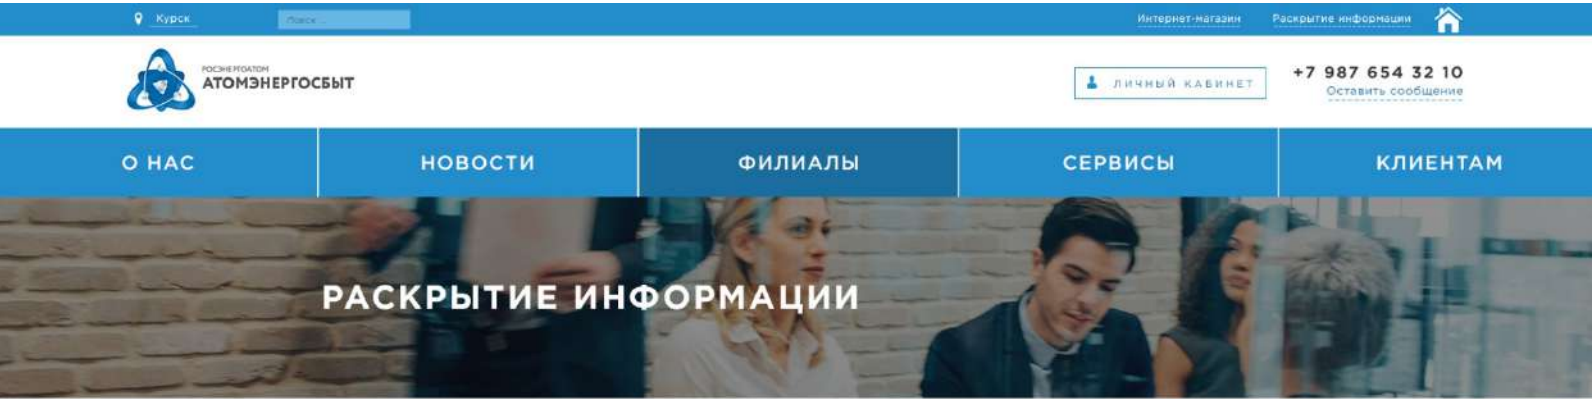 Курск
Поиск ...
Интернет-магазин
Раскрытие информации
РОСЭНЕРГОАТОМ
АТОМЭНЕРГОСБЫТ
ЛИЧНЫЙ КАБИНЕТ
+7 987 654 32 10
Оставить сообщение
О НАС
НОВОСТИ
ФИЛИАЛЫ
СЕРВИСЫ
КЛИЕНТАМ
РАСКРЫТИЕ ИНФОРМАЦИИ